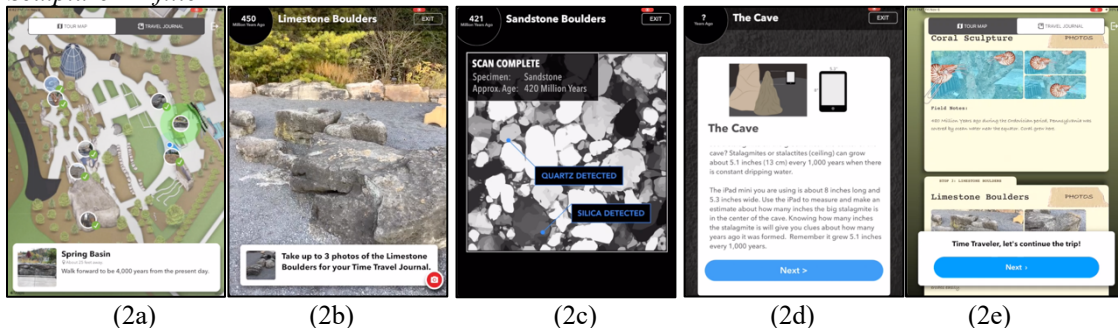 TOUR MAP
TRAVEL JOURNAL
Spring Basin
Walk forward to be 4,000 years from the present day.
450
Million Years Ago
Limestone Boulders
EXIT
Take up to 3 photos of the Limestone
Boulders for your Time Travel Journal.
421
Million Years Ago
Sandstone Boulders
EXIT
SCAN COMPLETE
Specimen: Sandstone
Approx. Age: 420 Million Years
QUARTZ DETECTED
SILICA DETECTED
?
Years Ago
The Cave
EXIT
The Cave
cave? Stalagmites or stalactites (ceiling) can grow
about 5.1 inches (13 cm) every 1,000 years when there
is constant dripping water.
The iPad mini you are using is about 8 inches long and
5.3 inches wide. Use the iPad to measure and make an
estimate about how many inches the big stalagmite is
in the center of the cave. Knowing how many inches
the stalagmite is will give you clues about how many
years ago it was formed. Remember it grew 5.1 inches
every 1,000 years.
Next >
TOUR MAP
TRAVEL JOURNAL
Coral Sculpture
PHOTOS
Field Notes:
STOP 2: LIMESTONE BOULDERS
Limestone Boulders
PHOTOS
Time Traveler, let's continue the trip!
Next ›
(2a) (2b) (2c) (2d) (2e)